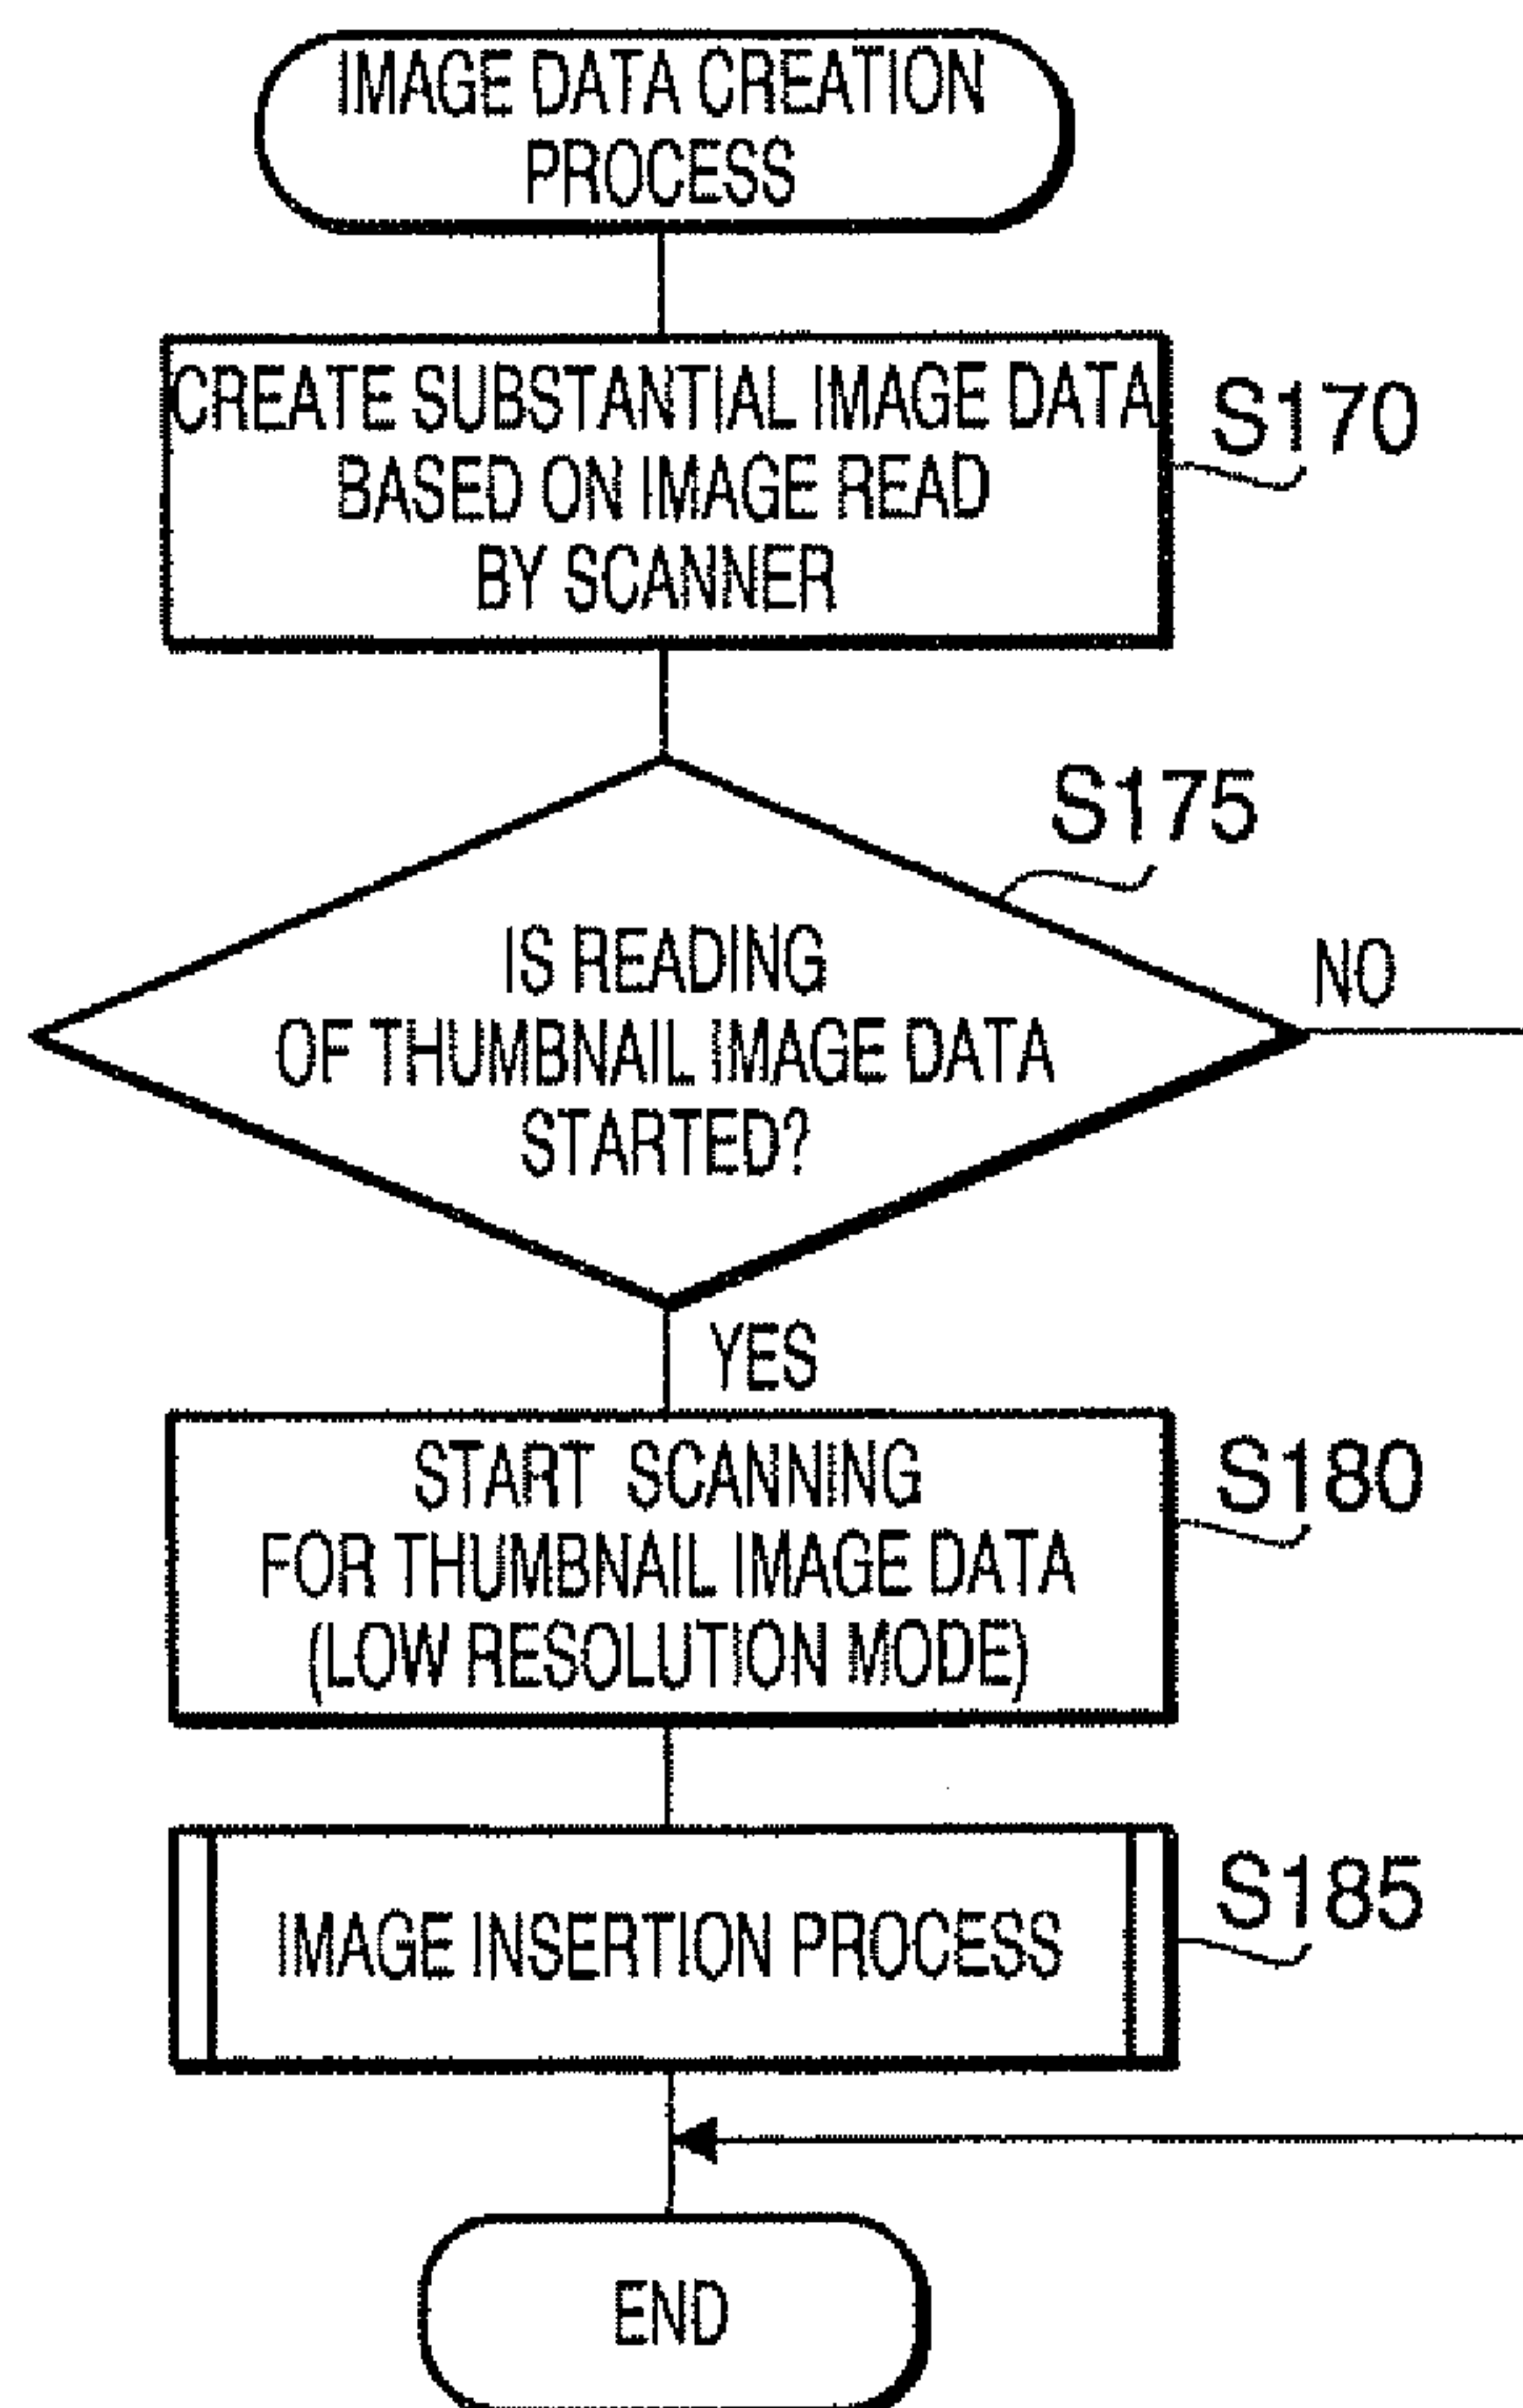 IMAGE DATA CREATION
PROCESS
CREATE SUBSTANTIAL IMAGE DATA
BASED ON IMAGE READ
BY SCANNER
S170
S175
IS READING
OF THUMBNAIL IMAGE DATA
STARTED?
NO
YES
START SCANNING
FOR THUMBNAIL IMAGE DATA
(LOW RESOLUTION MODE)
S180
IMAGE INSERTION PROCESS
S185
END